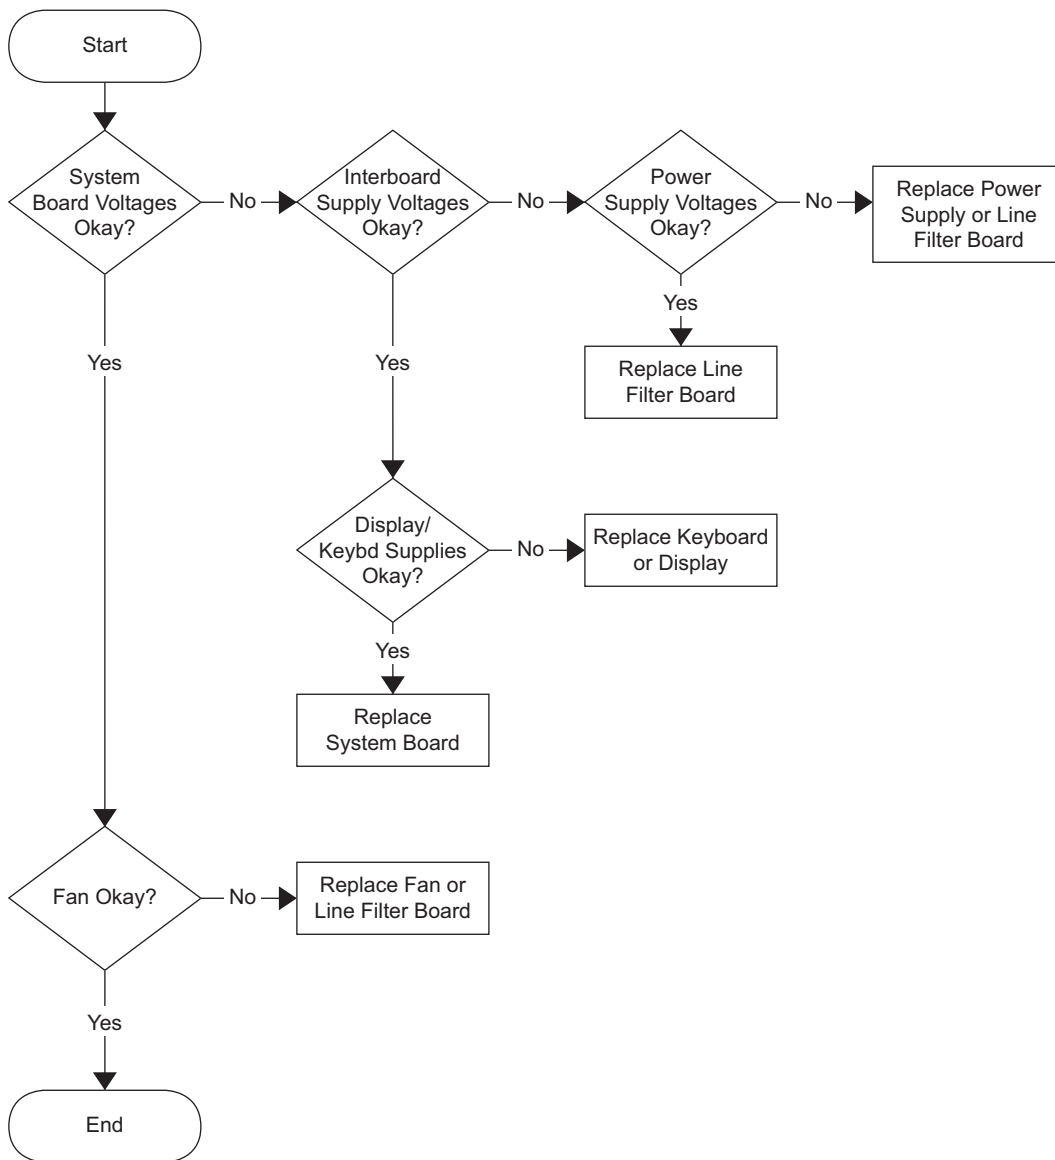 Start
System
Board Voltages
Okay?
No
Interboard
Supply Voltages
Okay?
No
Power
Supply Voltages
Okay?
No
Replace Power
Supply or Line
Filter Board
Yes
Replace Line
Filter Board
Yes
Yes
Display/
Keybd Supplies
Okay?
No
Replace Keyboard
or Display
Yes
Replace
System Board
Fan Okay?
No
Replace Fan or
Line Filter Board
Yes
End